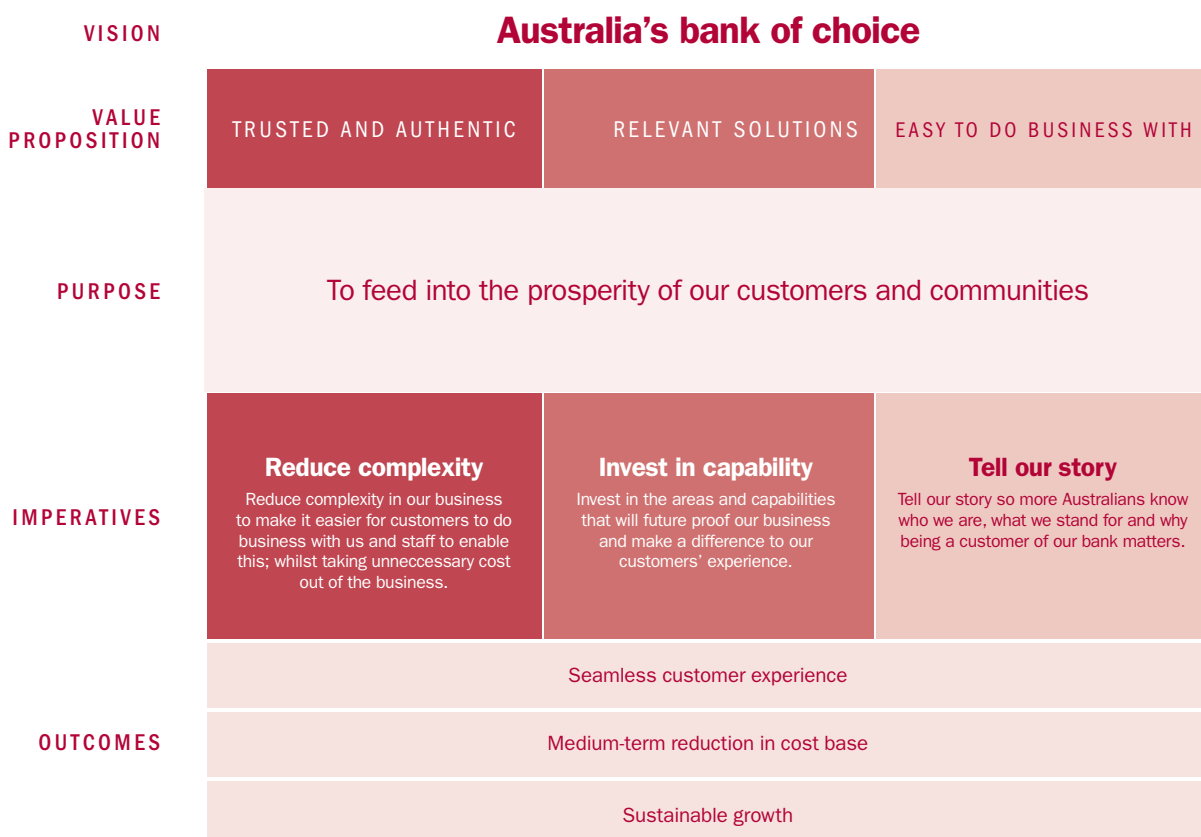 VISION
Australia's bank of choice
VALUE
PROPOSITION
TRUSTED AND AUTHENTIC
RELEVANT SOLUTIONS
EASY TO DO BUSINESS WITH
PURPOSE
To feed into the prosperity of our customers and communities
IMPERATIVES
Reduce complexity
Reduce complexity in our business
to make it easier for customers to do
business with us and staff to enable
this; whilst taking unneccessary cost
out of the business.
Invest in capability
Invest in the areas and capabilities
that will future proof our business
and make a difference to our
customers' experience.
Tell our story
Tell our story so more Australians know
who we are, what we stand for and why
being a customer of our bank matters.
OUTCOMES
Seamless customer experience
Medium-term reduction in cost base
Sustainable growth